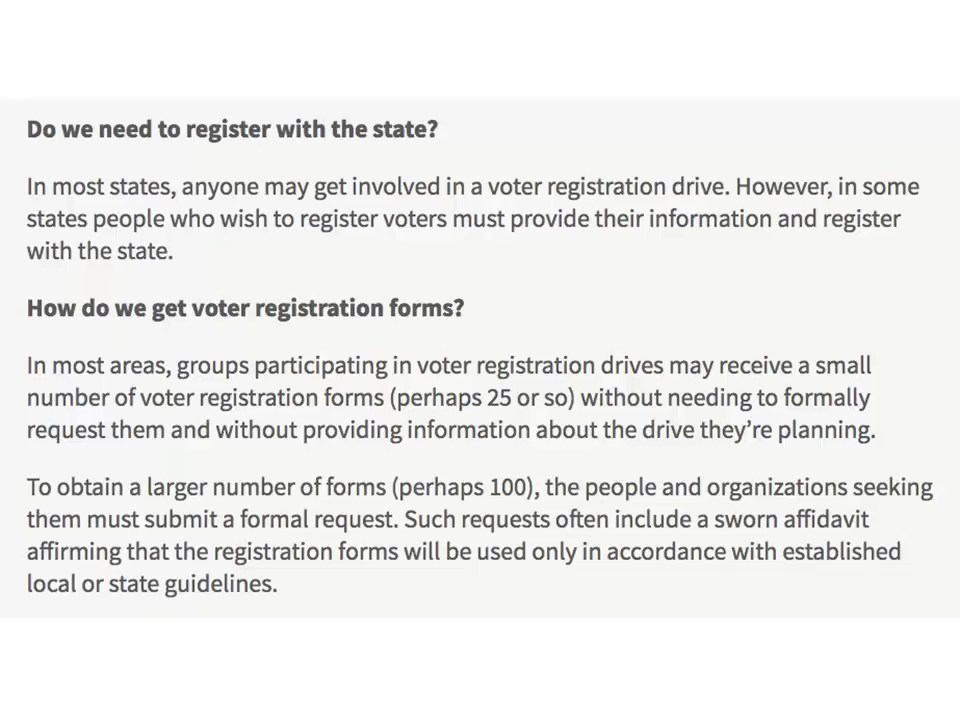 Do we need to register with the state?
In most states, anyone may get involved in a voter registration drive. However, in some
states people who wish to register voters must provide their information and register
with the state.
How do we get voter registration forms?
In most areas, groups participating in voter registration drives may receive a small
number of voter registration forms (perhaps 25 or so) without needing to formally
request them and without providing information about the drive they’re planning.
To obtain a larger number of forms (perhaps 100), the people and organizations seeking
them must submit a formal request. Such requests often include a sworn affidavit
affirming that the registration forms will be used only in accordance with established
local or state guidelines.